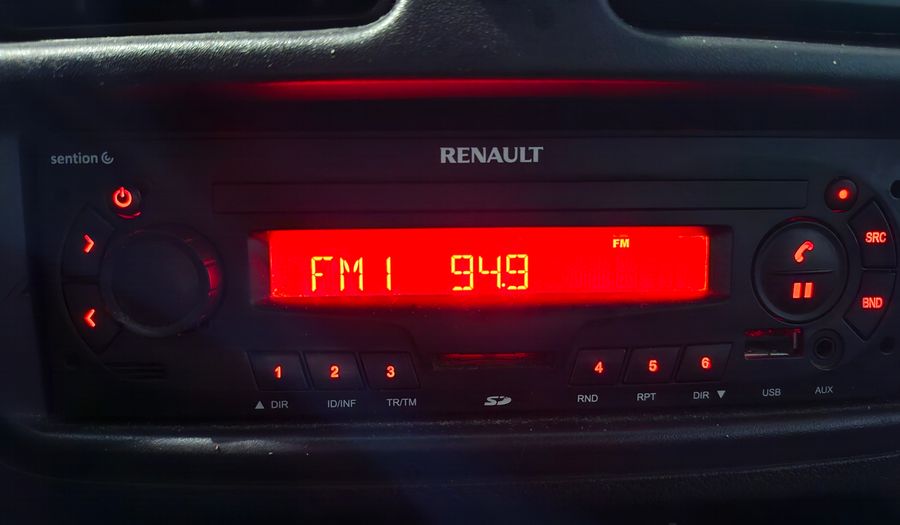 RENAULT
sention
FM
SRC
FM1 94.9
BND
1 2 3 4 5 6
▲ DIR ID/INF TR/TM SD RND RPT DIR ▼ USB AUX